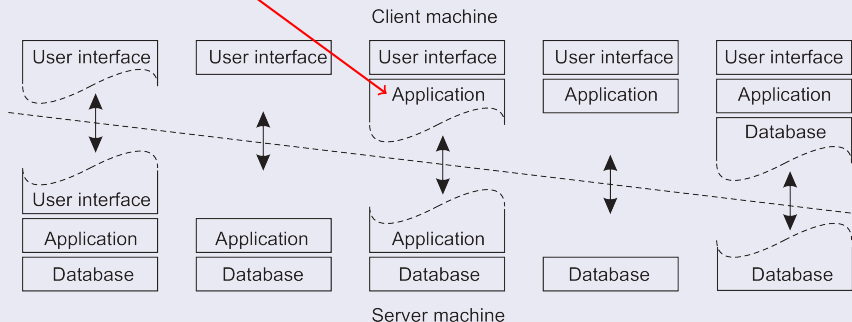 Client machine
User interface
User interface
User interface
User interface
User interface
Application
Application
Application
Database
User interface
Application
Application
Application
Database
Database
Database
Database
Database
Server machine